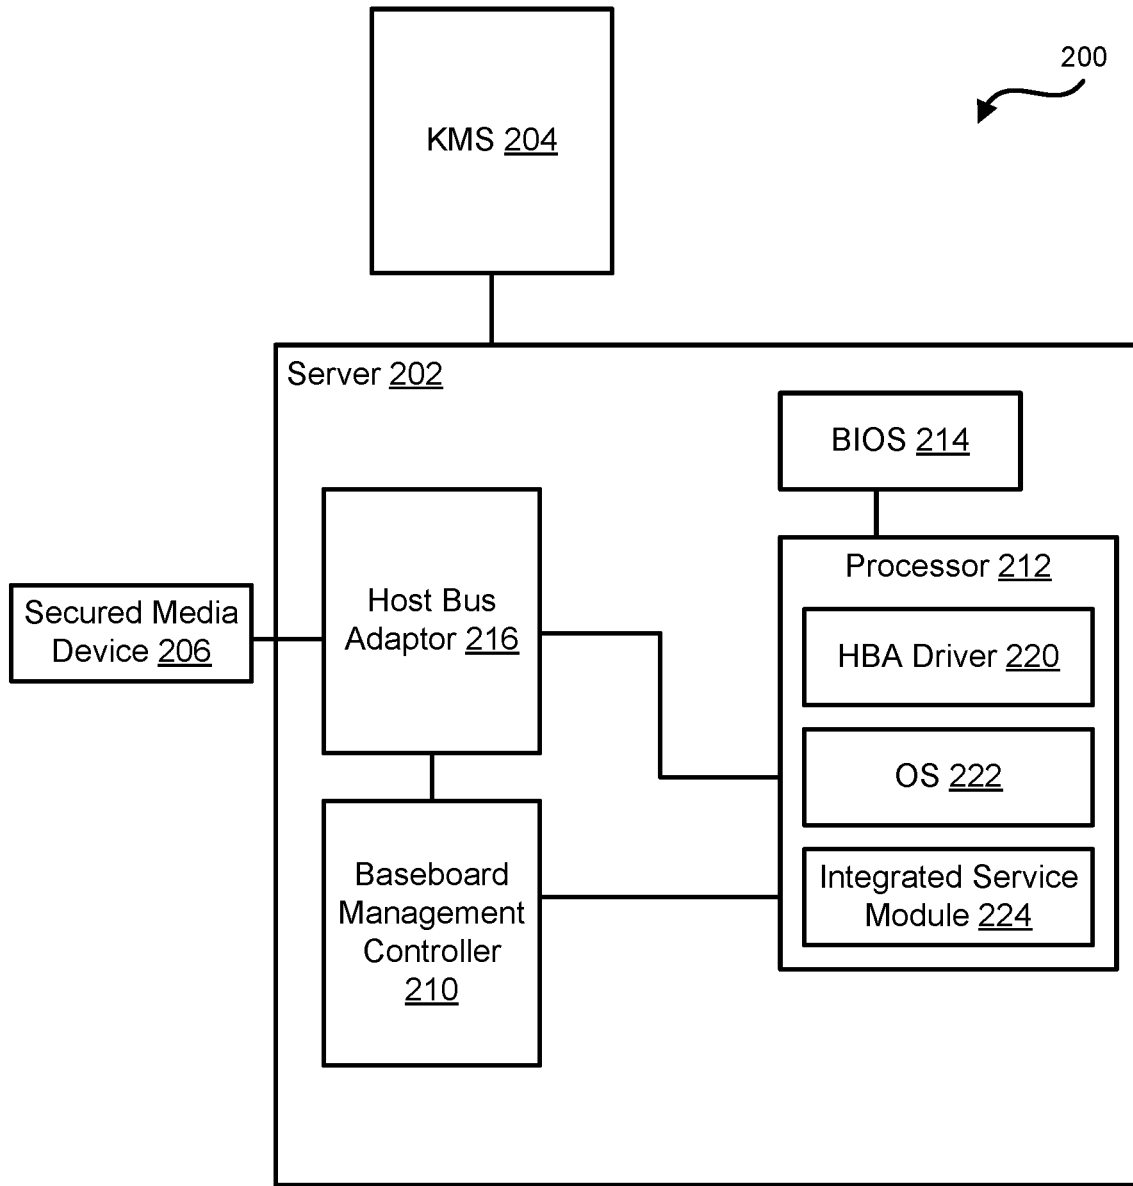 KMS 204
200
Server 202
BIOS 214
Processor 212
Host Bus
Adaptor 216
Secured Media
Device 206
HBA Driver 220
OS 222
Baseboard
Management
Controller
210
Integrated Service
Module 224